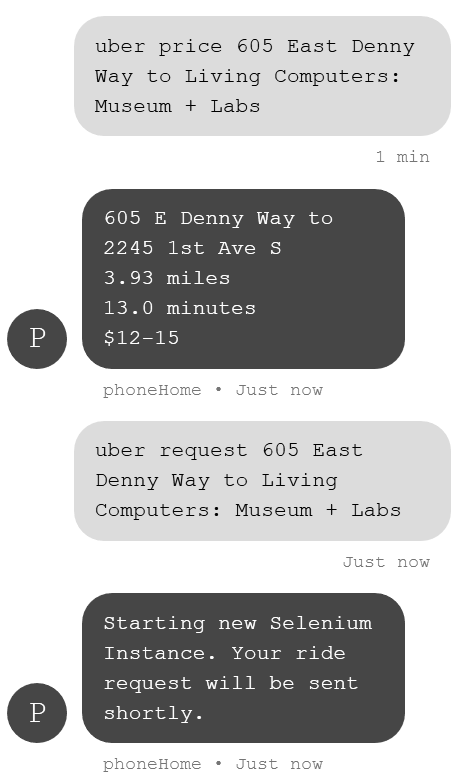 uber price 605 East Denny
Way to Living Computers:
Museum + Labs
1 min
605 E Denny Way to
2245 1st Ave S
3.93 miles
13.0 minutes
$12-15
P
phoneHome • Just now
uber request 605 East
Denny Way to Living
Computers: Museum + Labs
Just now
Starting new Selenium
Instance. Your ride
request will be sent
shortly.
P
phoneHome • Just now